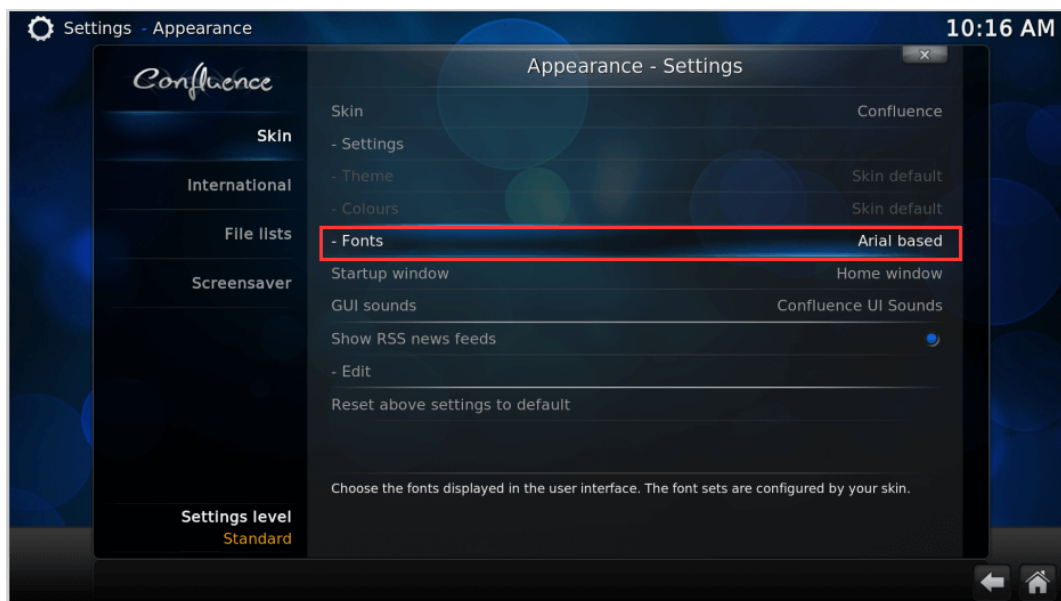 Settings - Appearance
10:16 AM
Confluence
Appearance - Settings
x
Skin
International
File lists
Screensaver
Skin Confluence
- Settings
- Theme Skin default
- Colours Skin default
- Fonts Arial based
Startup window Home window
GUI sounds Confluence UI Sounds
Show RSS news feeds
- Edit
Reset above settings to default
Choose the fonts displayed in the user interface. The font sets are configured by your skin.
Settings level
Standard